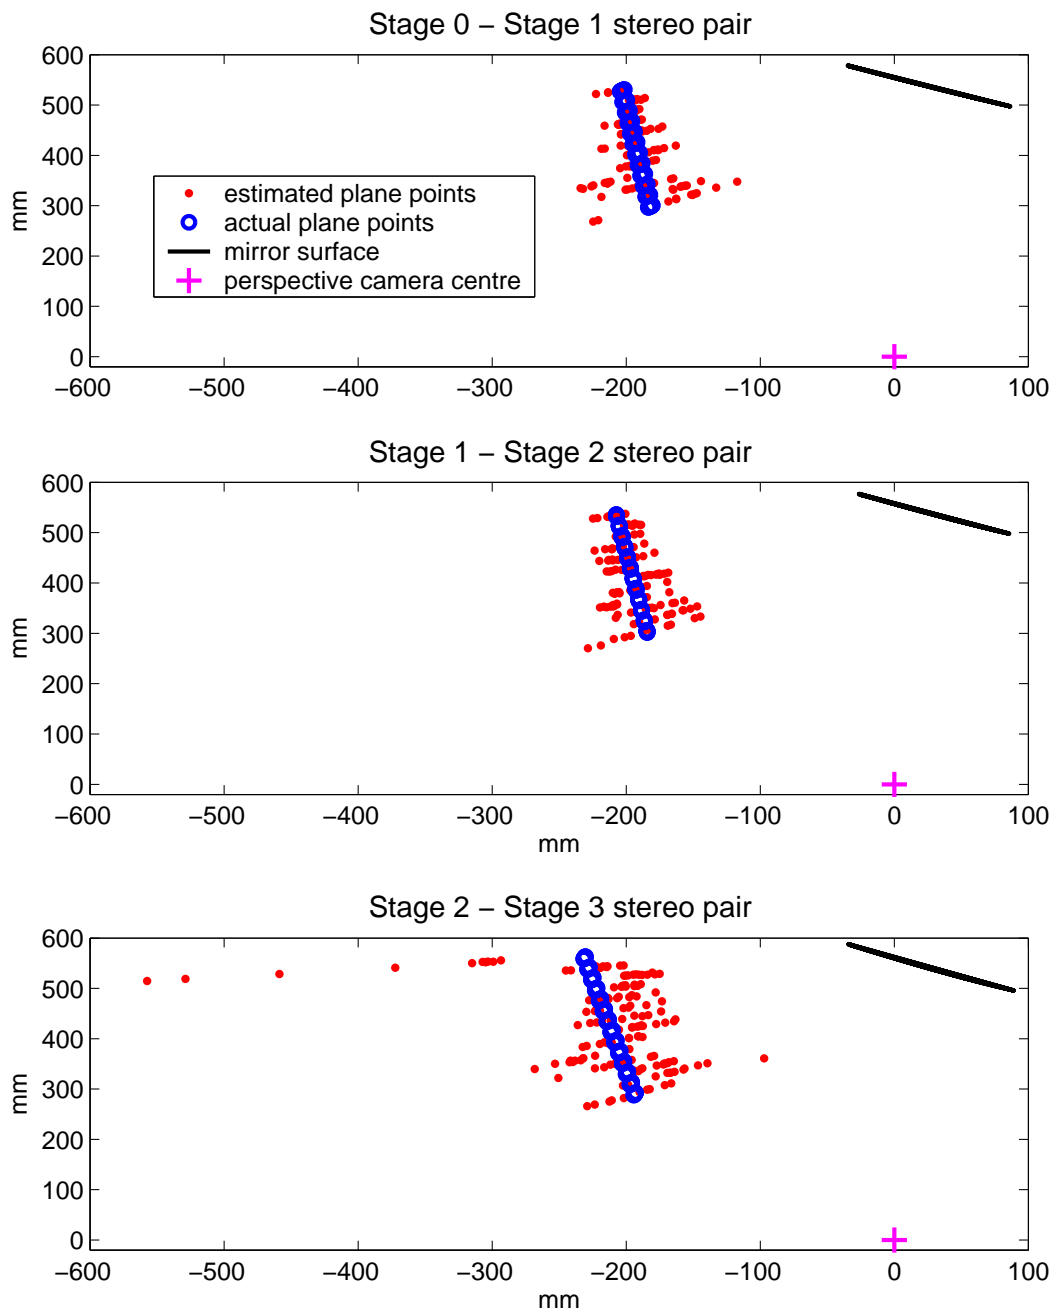 Stage 0 − Stage 1 stereo pair
600
500
400
300
200
100
0
mm
estimated plane points
actual plane points
mirror surface
perspective camera centre
−600 −500 −400 −300 −200 −100 0 100
Stage 1 − Stage 2 stereo pair
600
500
400
300
200
100
0
mm
−600 −500 −400 −300 −200 −100 0 100
mm
Stage 2 − Stage 3 stereo pair
600
500
400
300
200
100
0
mm
−600 −500 −400 −300 −200 −100 0 100
mm